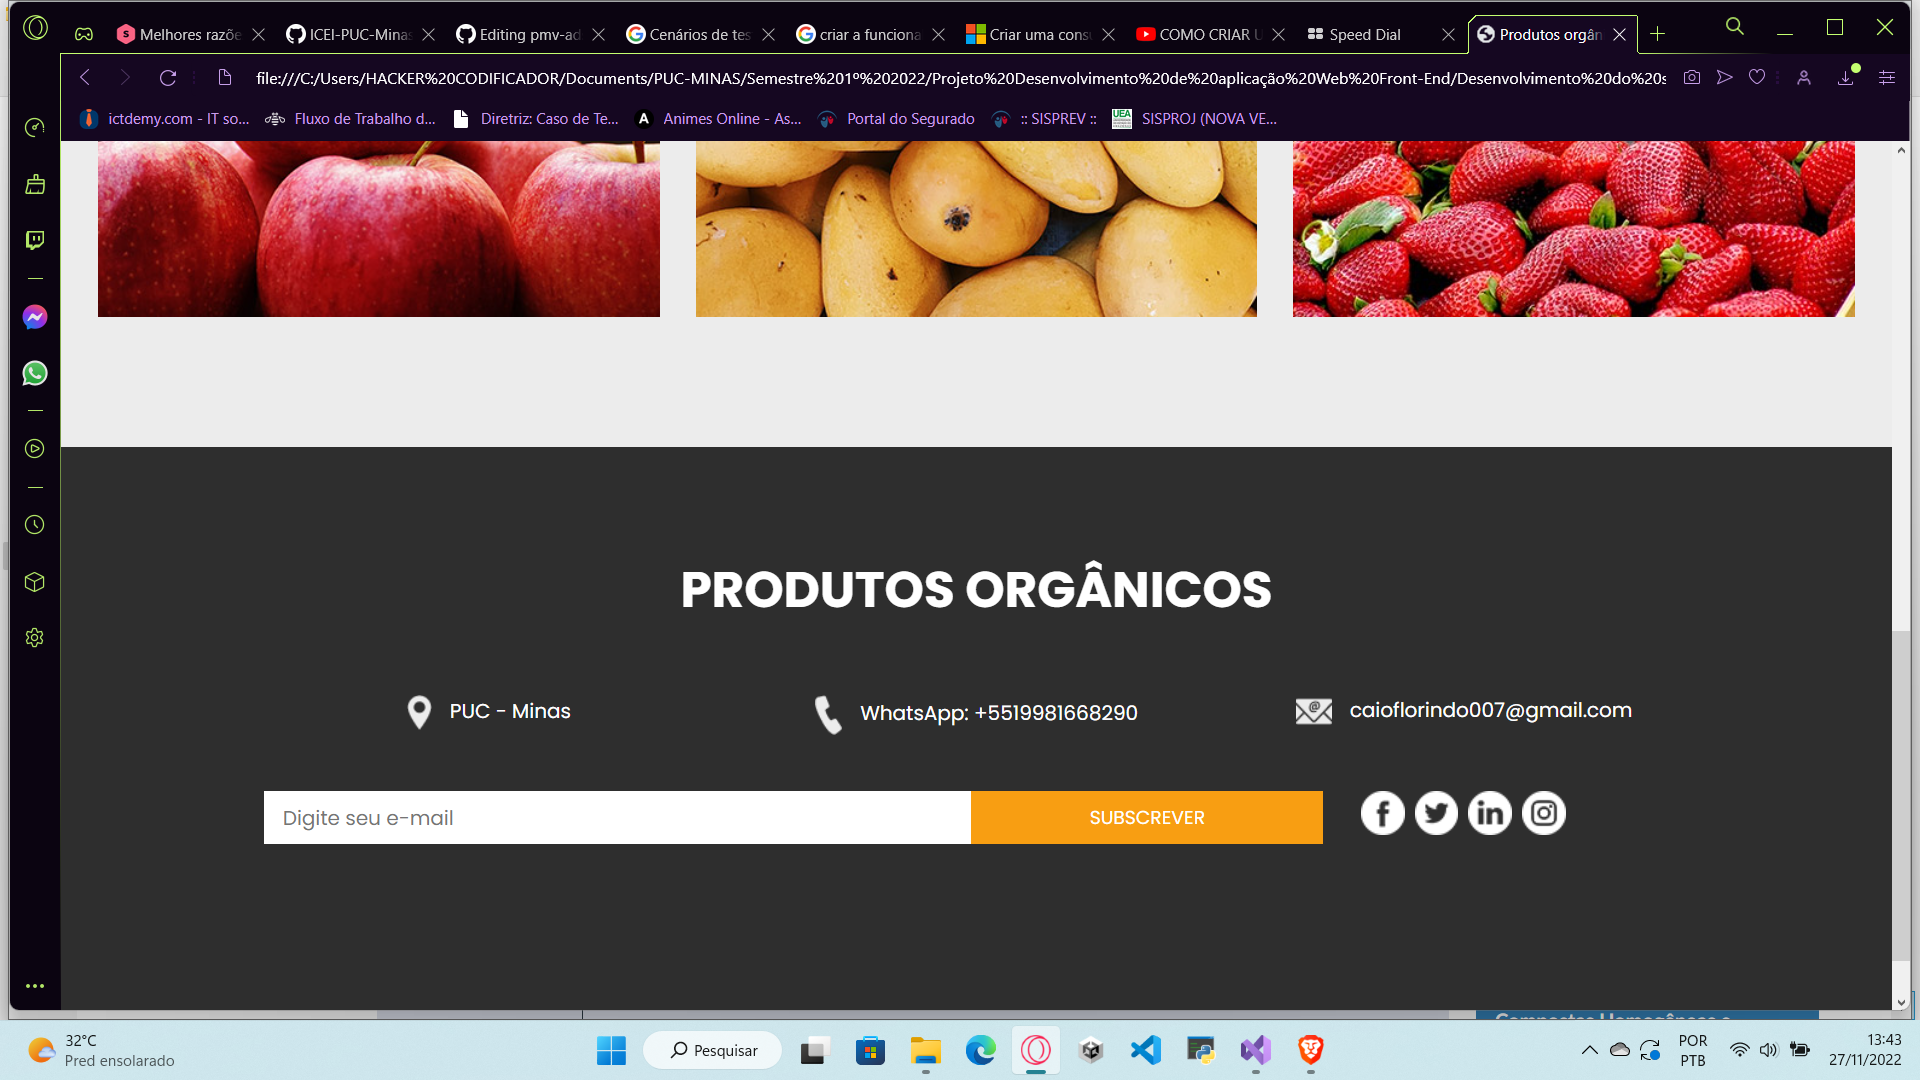 Melhores razõe
ICEI-PUC-Minas
Editing pmv-ad
Cenários de tes
criar a funciona
Criar uma consu
COMO CRIAR U
Speed Dial
Produtos orgân
file:///C:/Users/HACKER%20CODIFICADOR/Documents/PUC-MINAS/Semestre%201º%202022/Projeto%20Desenvolvimento%20de%20aplicação%20Web%20Front-End/Desenvolvimento%20do%20s
ictdemy.com - IT so...
Fluxo de Trabalho d...
Diretriz: Caso de Te...
A
Animes Online - As...
Portal do Segurado
:: SISPREV ::
UEA
SISPROJ (NOVA VE...
PRODUTOS ORGÂNICOS
PUC - Minas
WhatsApp: +5519981668290
caioflorindo007@gmail.com
Digite seu e-mail
SUBSCREVER
32°C
Pred ensolarado
Pesquisar
POR
PTB
13:43
27/11/2022